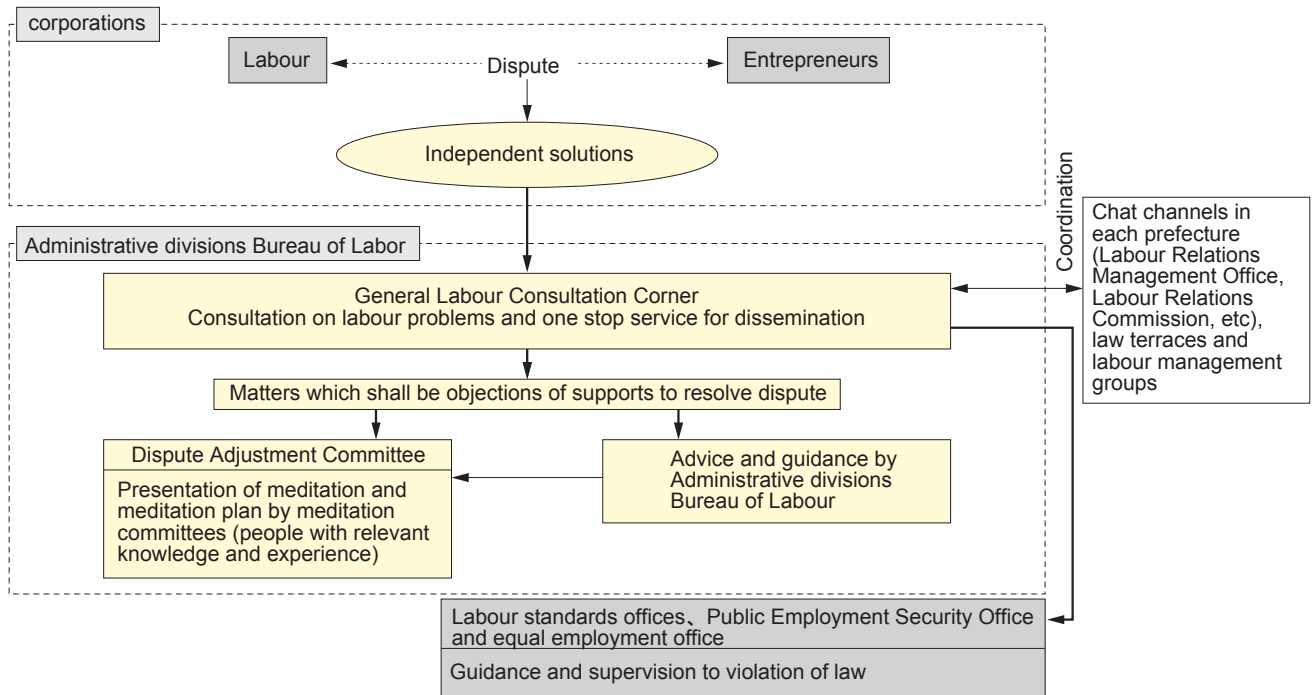 corporations
Labour
Dispute
Entrepreneurs
Independent solutions
Coordination
Chat channels in
each prefecture
(Labour Relations
Management Office,
Labour Relations
Commission, etc),
law terraces and
labour management
groups
Administrative divisions Bureau of Labor
General Labour Consultation Corner
Consultation on labour problems and one stop service for dissemination
Matters which shall be objections of supports to resolve dispute
Dispute Adjustment Committee
Presentation of meditation and
meditation plan by meditation
committees (people with relevant
knowledge and experience)
Advice and guidance by
Administrative divisions
Bureau of Labour
Labour standards offices、Public Employment Security Office
and equal employment office
Guidance and supervision to violation of law